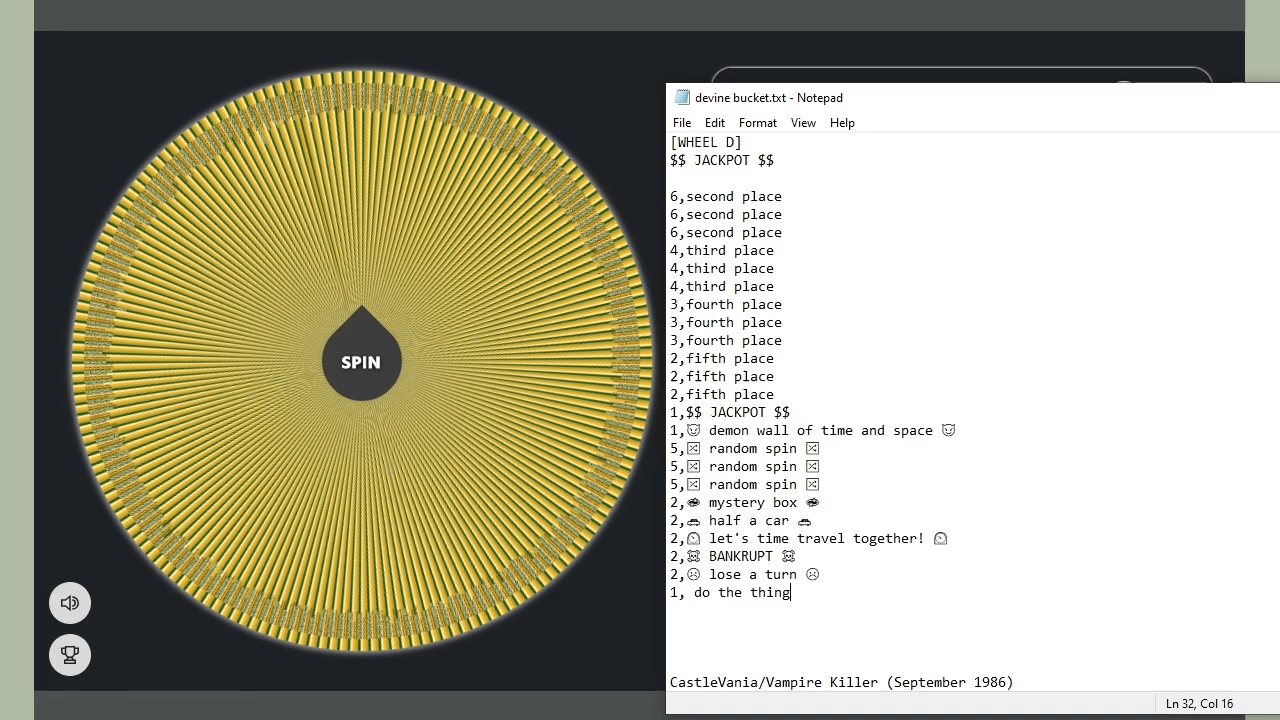 SPIN
devine bucket.txt - Notepad
File Edit Format View Help
[WHEEL D]
$$ JACKPOT $$
6,second place
6,second place
6,second place
4,third place
4,third place
4,third place
3,fourth place
3,fourth place
3,fourth place
2,fifth place
2,fifth place
2,fifth place
1,$$ JACKPOT $$
1,😈 demon wall of time and space 😈
5,🔀 random spin 🔀
5,🔀 random spin 🔀
5,🔀 random spin 🔀
2, mystery box
2,🚗 half a car 🚗
2,🕰 let's time travel together! 🕰
2,☠ BANKRUPT ☠
2,☹ lose a turn ☹
1, do the thing
CastleVania/Vampire Killer (September 1986)
Ln 32, Col 16